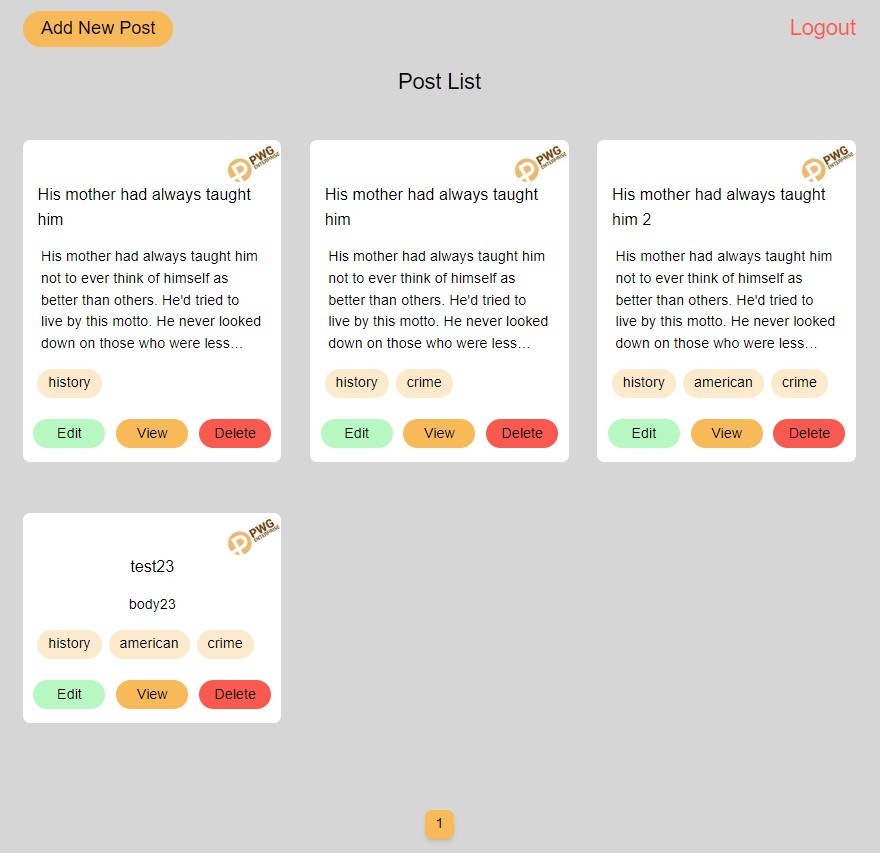 Add New Post
Logout
Post List
PWG
ENTERPRISE
His mother had always taught
him
His mother had always taught him
not to ever think of himself as
better than others. He'd tried to
live by this motto. He never looked
down on those who were less...
history
Edit View Delete
PWG
ENTERPRISE
His mother had always taught
him
His mother had always taught him
not to ever think of himself as
better than others. He'd tried to
live by this motto. He never looked
down on those who were less...
history crime
Edit View Delete
PWG
ENTERPRISE
His mother had always taught
him 2
His mother had always taught him
not to ever think of himself as
better than others. He'd tried to
live by this motto. He never looked
down on those who were less...
history american crime
Edit View Delete
PWG
ENTERPRISE
test23
body23
history american crime
Edit View Delete
1